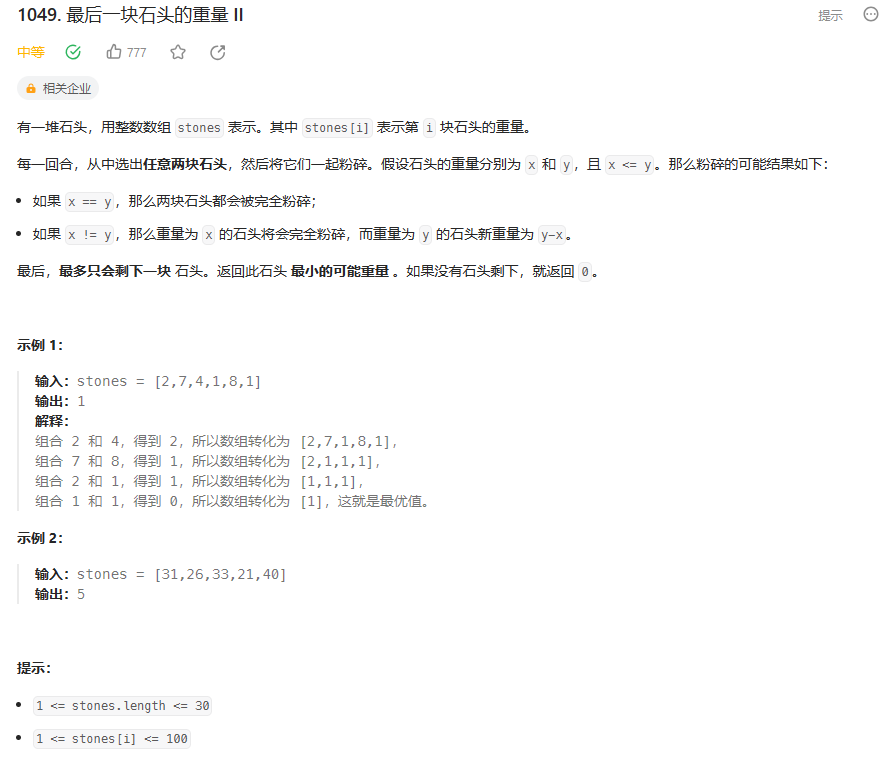 1049. 最后一块石头的重量 II
提示
中等
777
相关企业
有一堆石头，用整数数组 stones 表示。其中 stones[i] 表示第 i 块石头的重量。
每一回合，从中选出任意两块石头，然后将它们一起粉碎。假设石头的重量分别为 x 和 y，且 x <= y。那么粉碎的可能结果如下：
如果 x == y，那么两块石头都会被完全粉碎；
如果 x != y，那么重量为 x 的石头将会完全粉碎，而重量为 y 的石头新重量为 y-x。
最后，最多只会剩下一块 石头。返回此石头 最小的可能重量 。如果没有石头剩下，就返回 0。
示例 1：
输入：stones = [2,7,4,1,8,1]
输出：1
解释：
组合 2 和 4，得到 2，所以数组转化为 [2,7,1,8,1]，
组合 7 和 8，得到 1，所以数组转化为 [2,1,1,1]，
组合 2 和 1，得到 1，所以数组转化为 [1,1,1]，
组合 1 和 1，得到 0，所以数组转化为 [1]，这就是最优值。
示例 2：
输入：stones = [31,26,33,21,40]
输出：5
提示：
1 <= stones.length <= 30
1 <= stones[i] <= 100